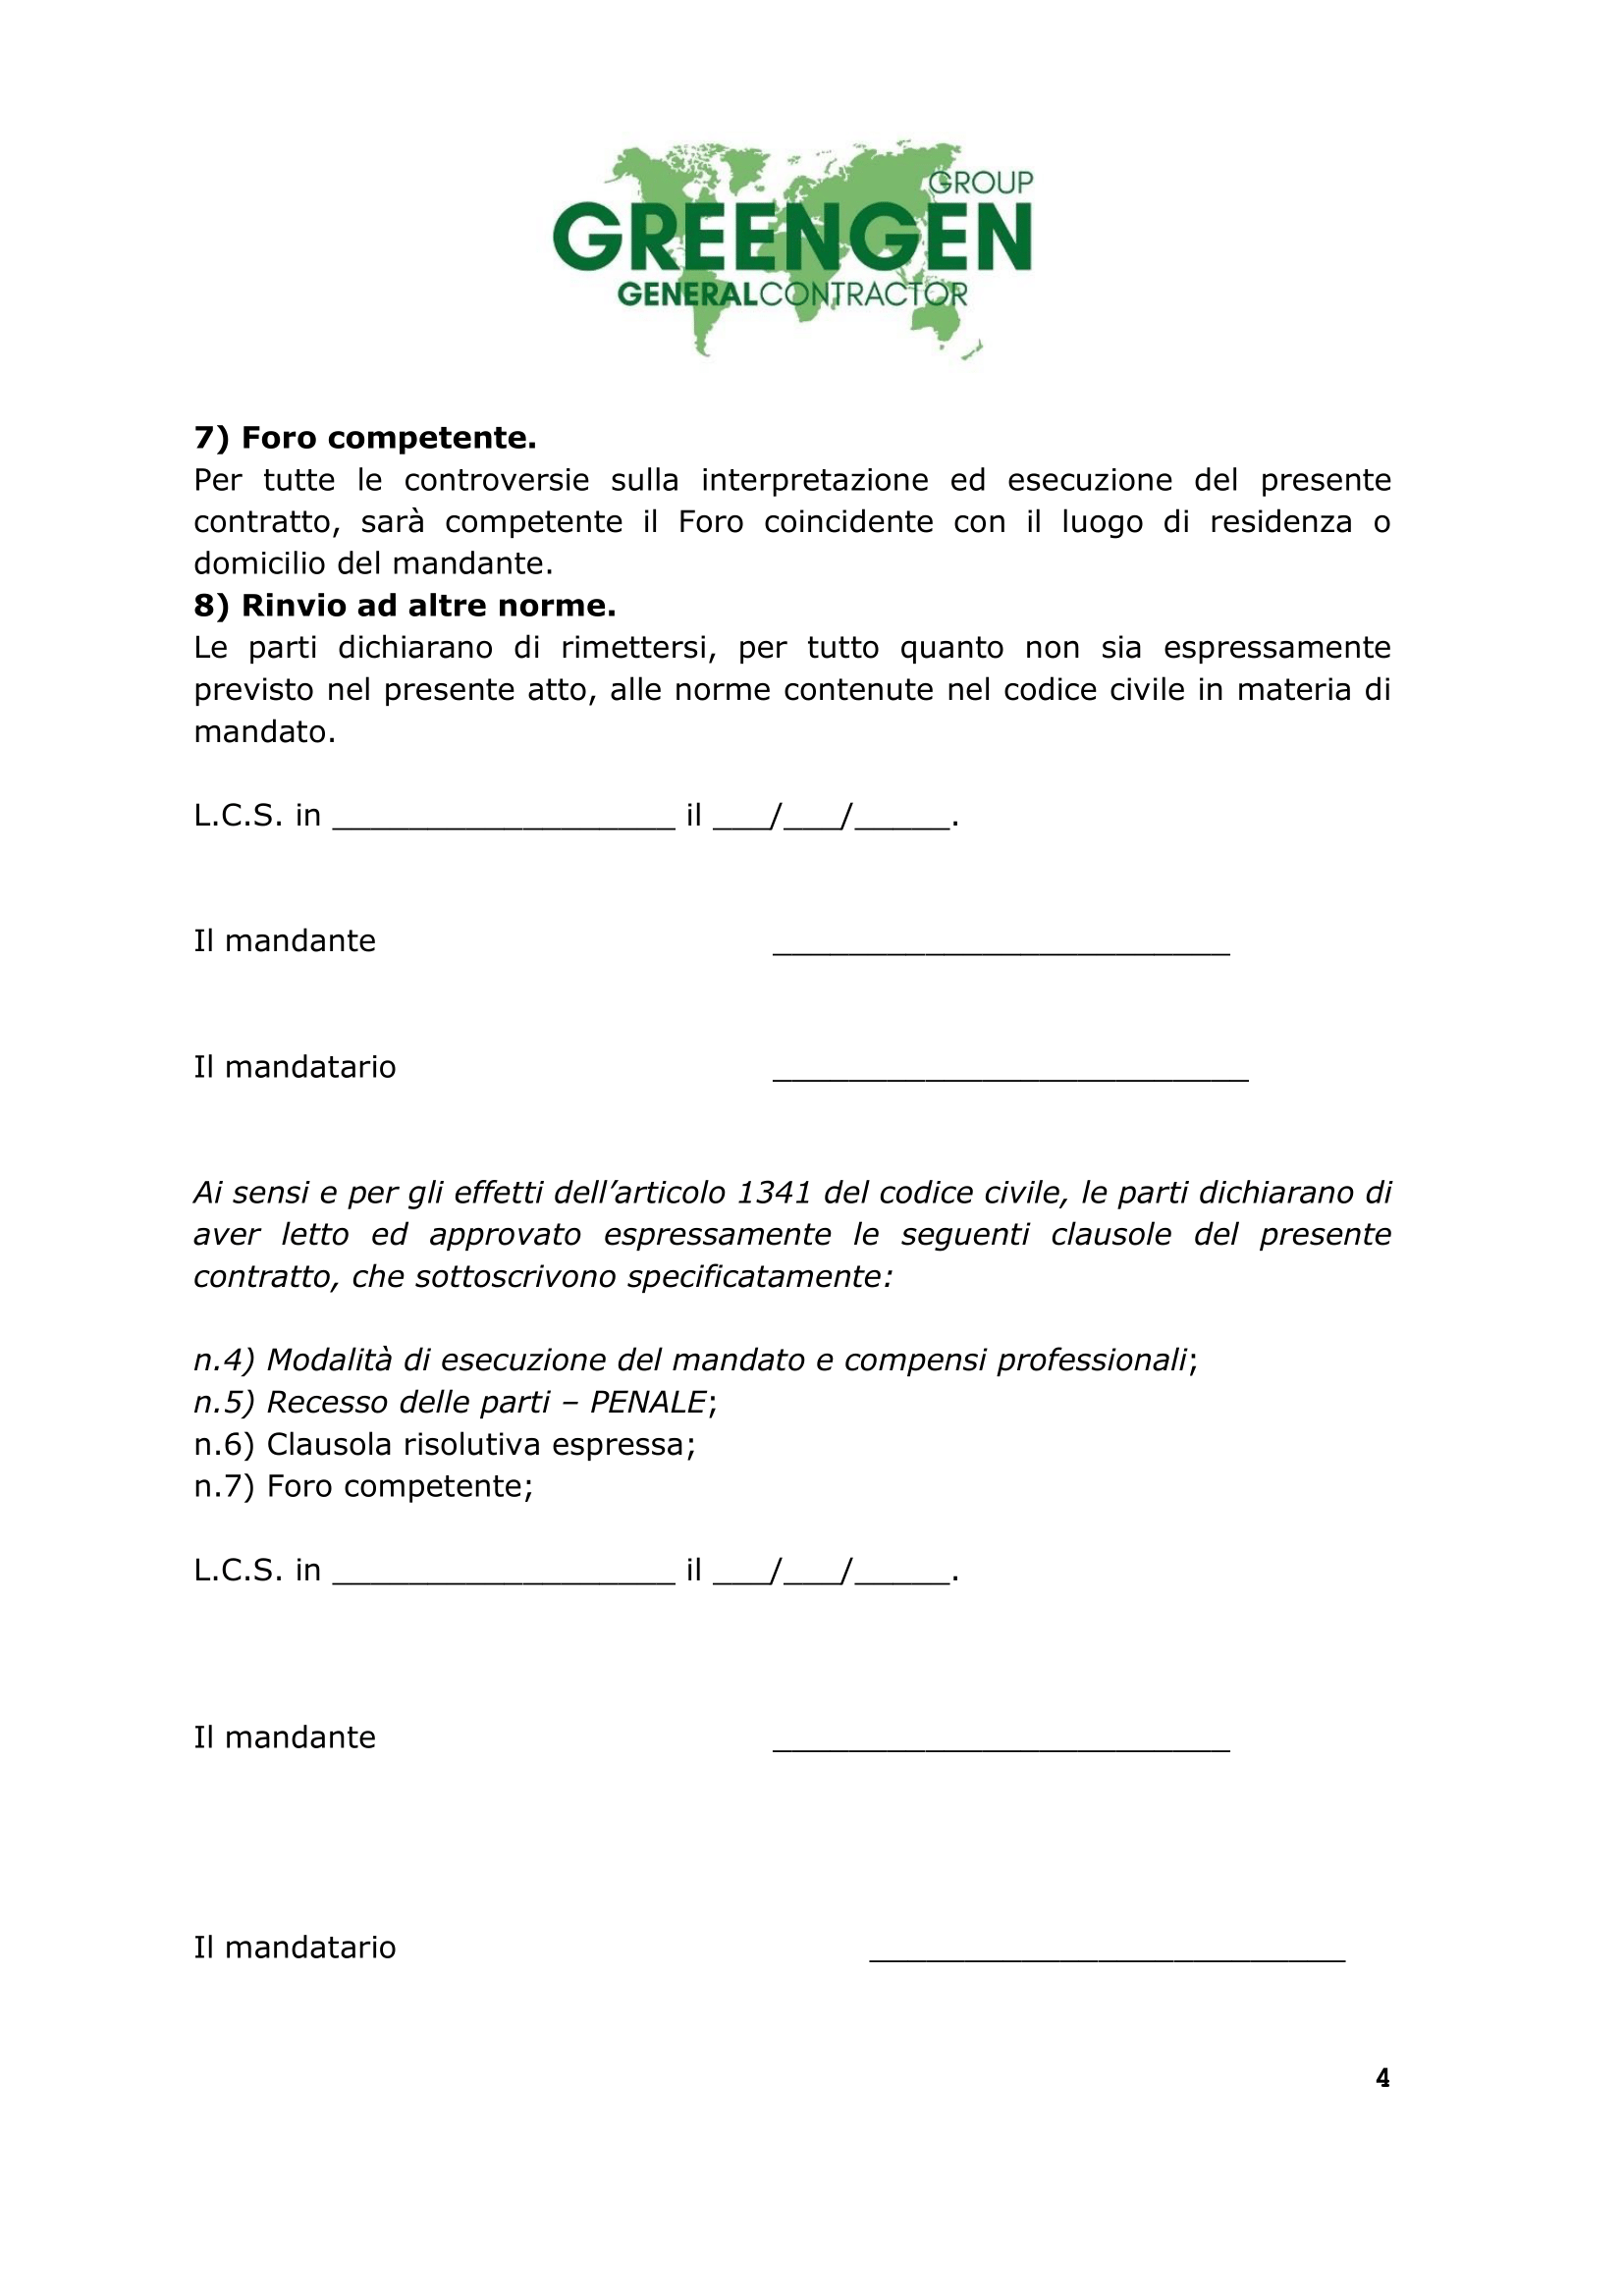 GROUP
GREENGEN
GENERALCONTRACTOR
7) Foro competente.
Per tutte le controversie sulla interpretazione ed esecuzione del presente
contratto, sarà competente il Foro coincidente con il luogo di residenza o
domicilio del mandante.
8) Rinvio ad altre norme.
Le parti dichiarano di rimettersi, per tutto quanto non sia espressamente
previsto nel presente atto, alle norme contenute nel codice civile in materia di
mandato.
L.C.S. in __________________ il ___/___/_____.
Il mandante ________________________
Il mandatario _________________________
Ai sensi e per gli effetti dell’articolo 1341 del codice civile, le parti dichiarano di
aver letto ed approvato espressamente le seguenti clausole del presente
contratto, che sottoscrivono specificatamente:
n.4) Modalità di esecuzione del mandato e compensi professionali;
n.5) Recesso delle parti – PENALE;
n.6) Clausola risolutiva espressa;
n.7) Foro competente;
L.C.S. in __________________ il ___/___/_____.
Il mandante ________________________
Il mandatario _________________________
4